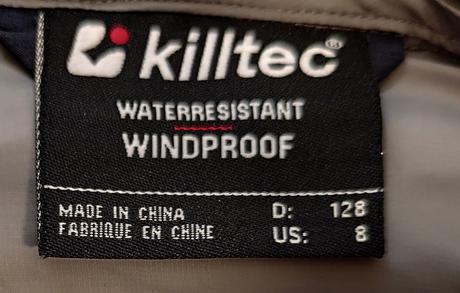 killtec®
WATERRESISTANT
WINDPROOF
MADE IN CHINA D: 128
FABRIQUE EN CHINE US: 8